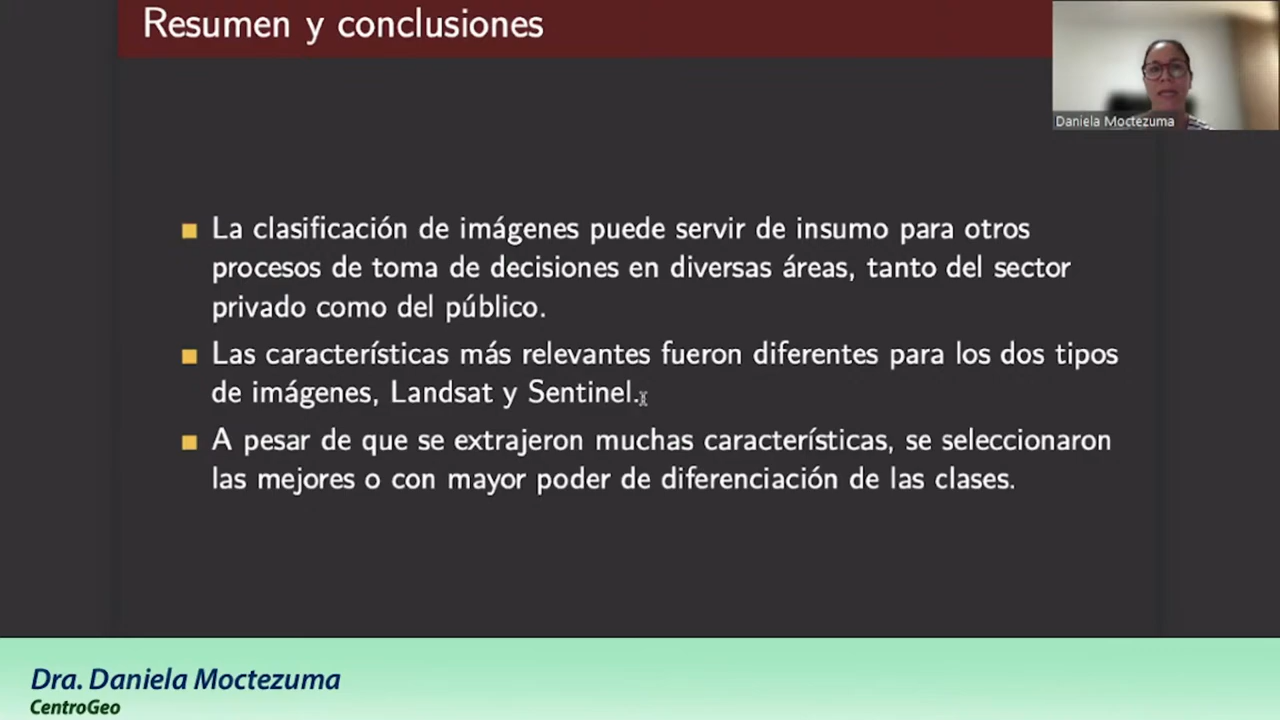 Resumen y conclusiones
Daniela Moctezuma
La clasificación de imágenes puede servir de insumo para otros
procesos de toma de decisiones en diversas áreas, tanto del sector
privado como del público.
Las características más relevantes fueron diferentes para los dos tipos
de imágenes, Landsat y Sentinel.
A pesar de que se extrajeron muchas características, se seleccionaron
las mejores o con mayor poder de diferenciación de las clases.
Dra. Daniela Moctezuma
CentroGeo